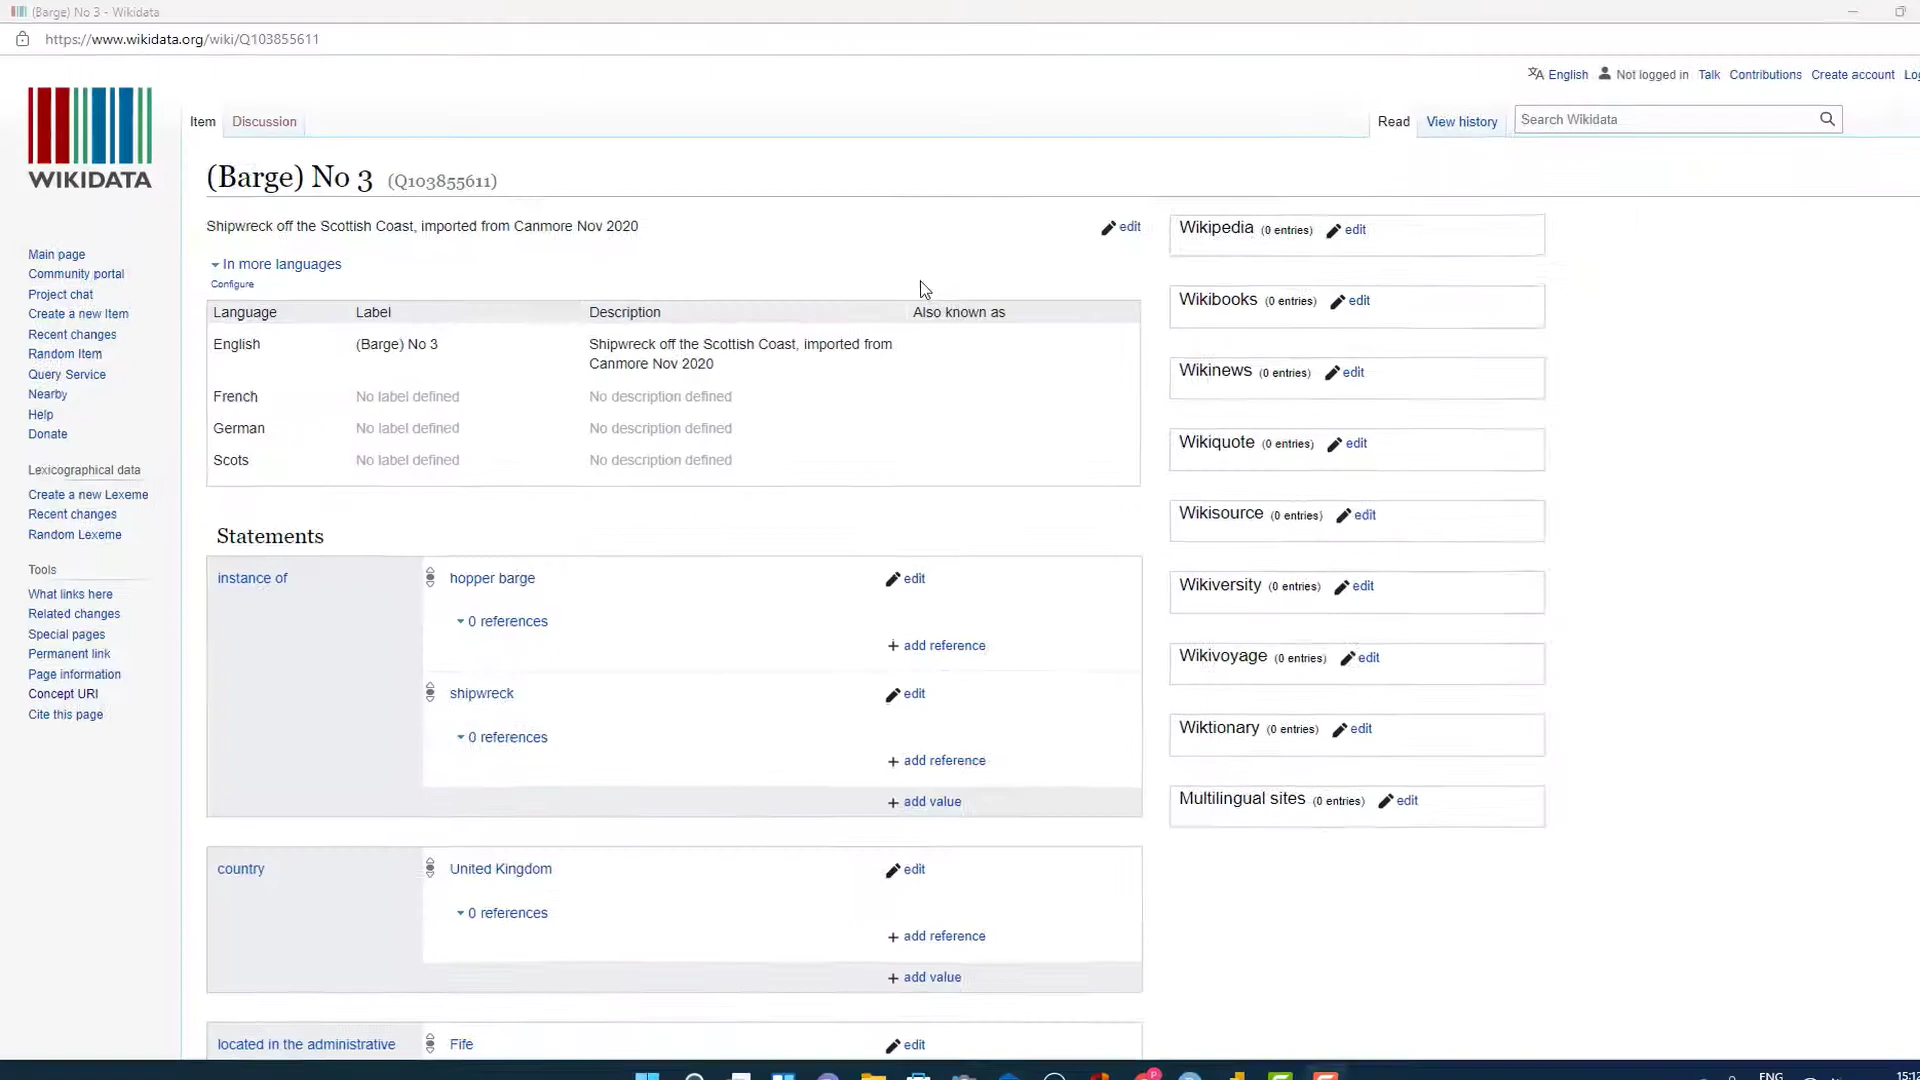 (Barge) No 3 - Wikidata
https://www.wikidata.org/wiki/Q103855611
English Not logged in Talk Contributions Create account
WIKIDATA
Item Discussion Read View history Search Wikidata
(Barge) No 3 (Q103855611)
Shipwreck off the Scottish Coast, imported from Canmore Nov 2020 edit
In more languages
Configure
Language Label Description Also known as
English (Barge) No 3 Shipwreck off the Scottish Coast, imported from
Canmore Nov 2020
French No label defined No description defined
German No label defined No description defined
Scots No label defined No description defined
Statements
instance of hopper barge edit
0 references
+ add reference
shipwreck edit
0 references
+ add reference
+ add value
country United Kingdom edit
0 references
+ add reference
+ add value
located in the administrative Fife edit
Main page
Community portal
Project chat
Create a new Item
Recent changes
Random Item
Query Service
Nearby
Help
Donate
Lexicographical data
Create a new Lexeme
Recent changes
Random Lexeme
Tools
What links here
Related changes
Special pages
Permanent link
Page information
Concept URI
Cite this page
Wikipedia (0 entries) edit
Wikibooks (0 entries) edit
Wikinews (0 entries) edit
Wikiquote (0 entries) edit
Wikisource (0 entries) edit
Wikiversity (0 entries) edit
Wikivoyage (0 entries) edit
Wiktionary (0 entries) edit
Multilingual sites (0 entries) edit
ENG
15:12